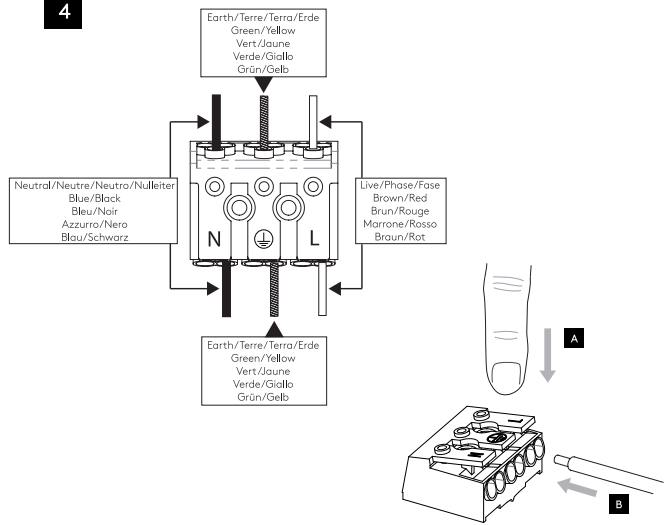 4
Earth/Terre/Terra/Erde
Green/Yellow
Vert/Jaune
Verde/Giallo
Grün/Gelb
Neutral/Neutre/Neutro/Nulleiter
Blue/Black
Bleu/Noir
Azzurro/Nero
Blau/Schwarz
Live/Phase/Fase
Brown/Red
Brun/Rouge
Marrone/Rosso
Braun/Rot
N
L
Earth/Terre/Terra/Erde
Green/Yellow
Vert/Jaune
Verde/Giallo
Grün/Gelb
A
B